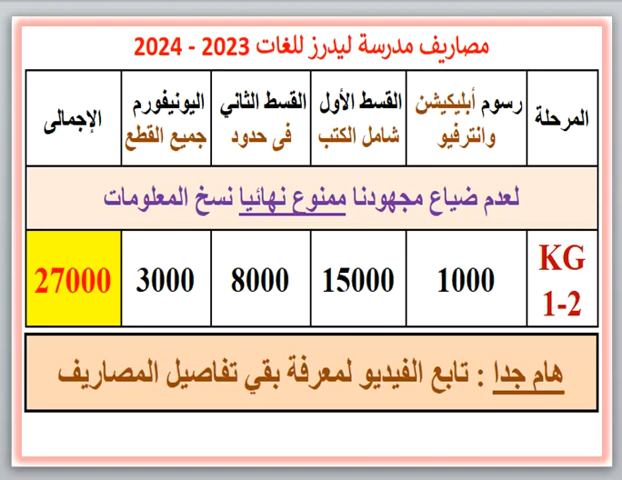 مصاريف مدرسة ليدرز للغات 2023 - 2024
المرحلة
رسوم أبليكيشن
وانترفيو
القسط الأول
شامل الكتب
القسط الثاني
فى حدود
اليونيفورم
جميع القطع
الإجمالى
لعدم ضياع مجهودنا ممنوع نهائيا نسخ المعلومات
KG
1-2
1000
15000
8000
3000
27000
هام جدا : تابع الفيديو لمعرفة بقي تفاصيل المصاريف